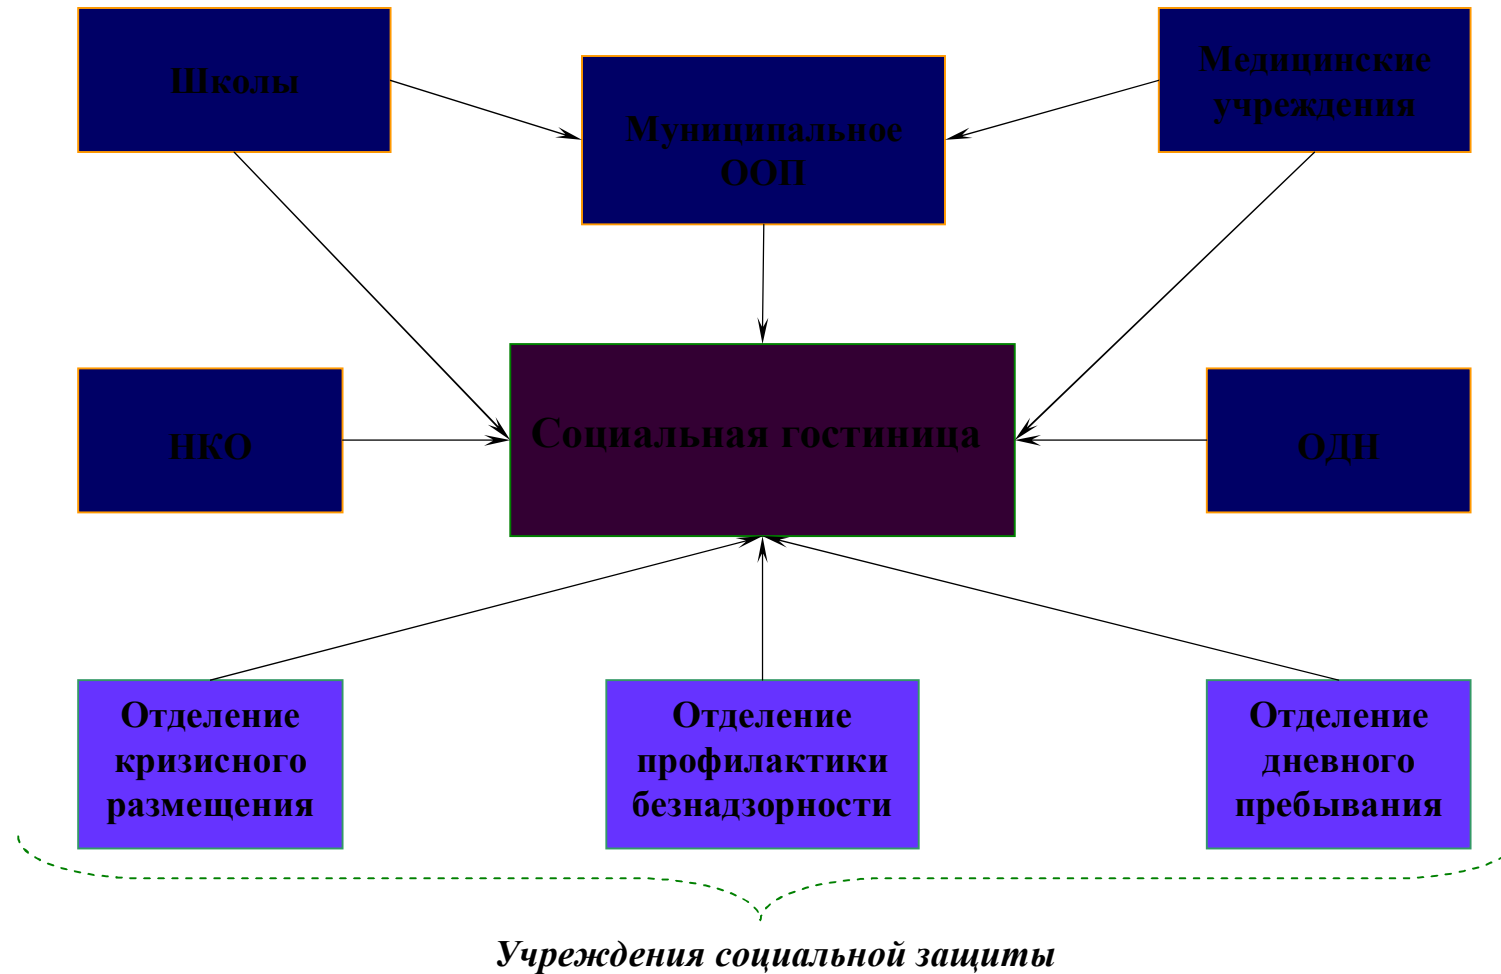 Школы
Медицинские
учреждения
Муниципальное
ООП
НКО
Социальная гостиница
ОДН
Отделение
кризисного
размещения
Отделение
профилактики
безнадзорности
Отделение
дневного
пребывания
Учреждения социальной защиты